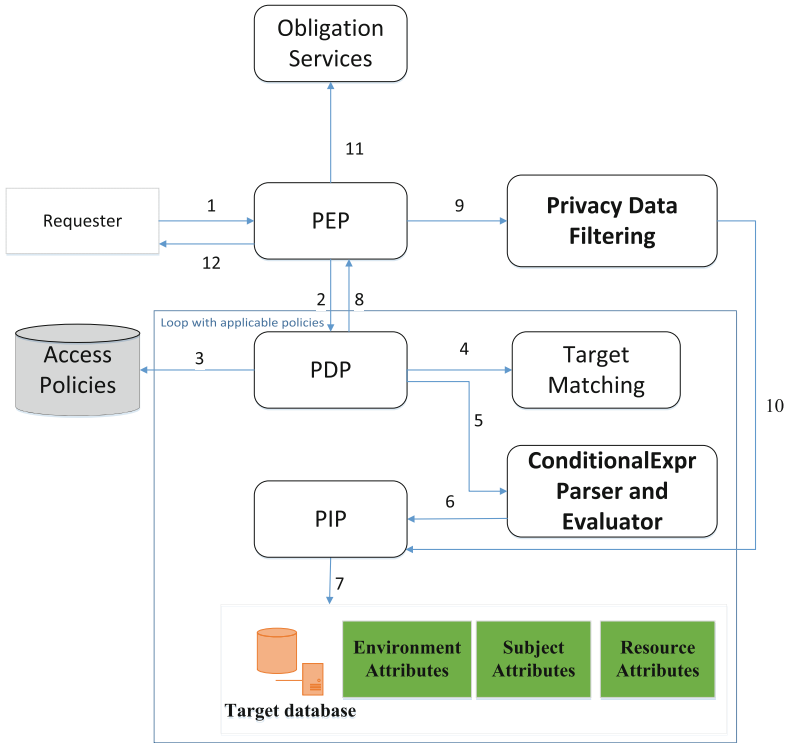 Obligation
Services
11
1
9
Requester
PEP
Privacy Data
Filtering
12
2
8
Loop with applicable policies
Access
Policies
3
PDP
4
Target
Matching
10
5
ConditionalExpr
Parser and
Evaluator
PIP
6
7
Environment
Attributes
Subject
Attributes
Resource
Attributes
Target database